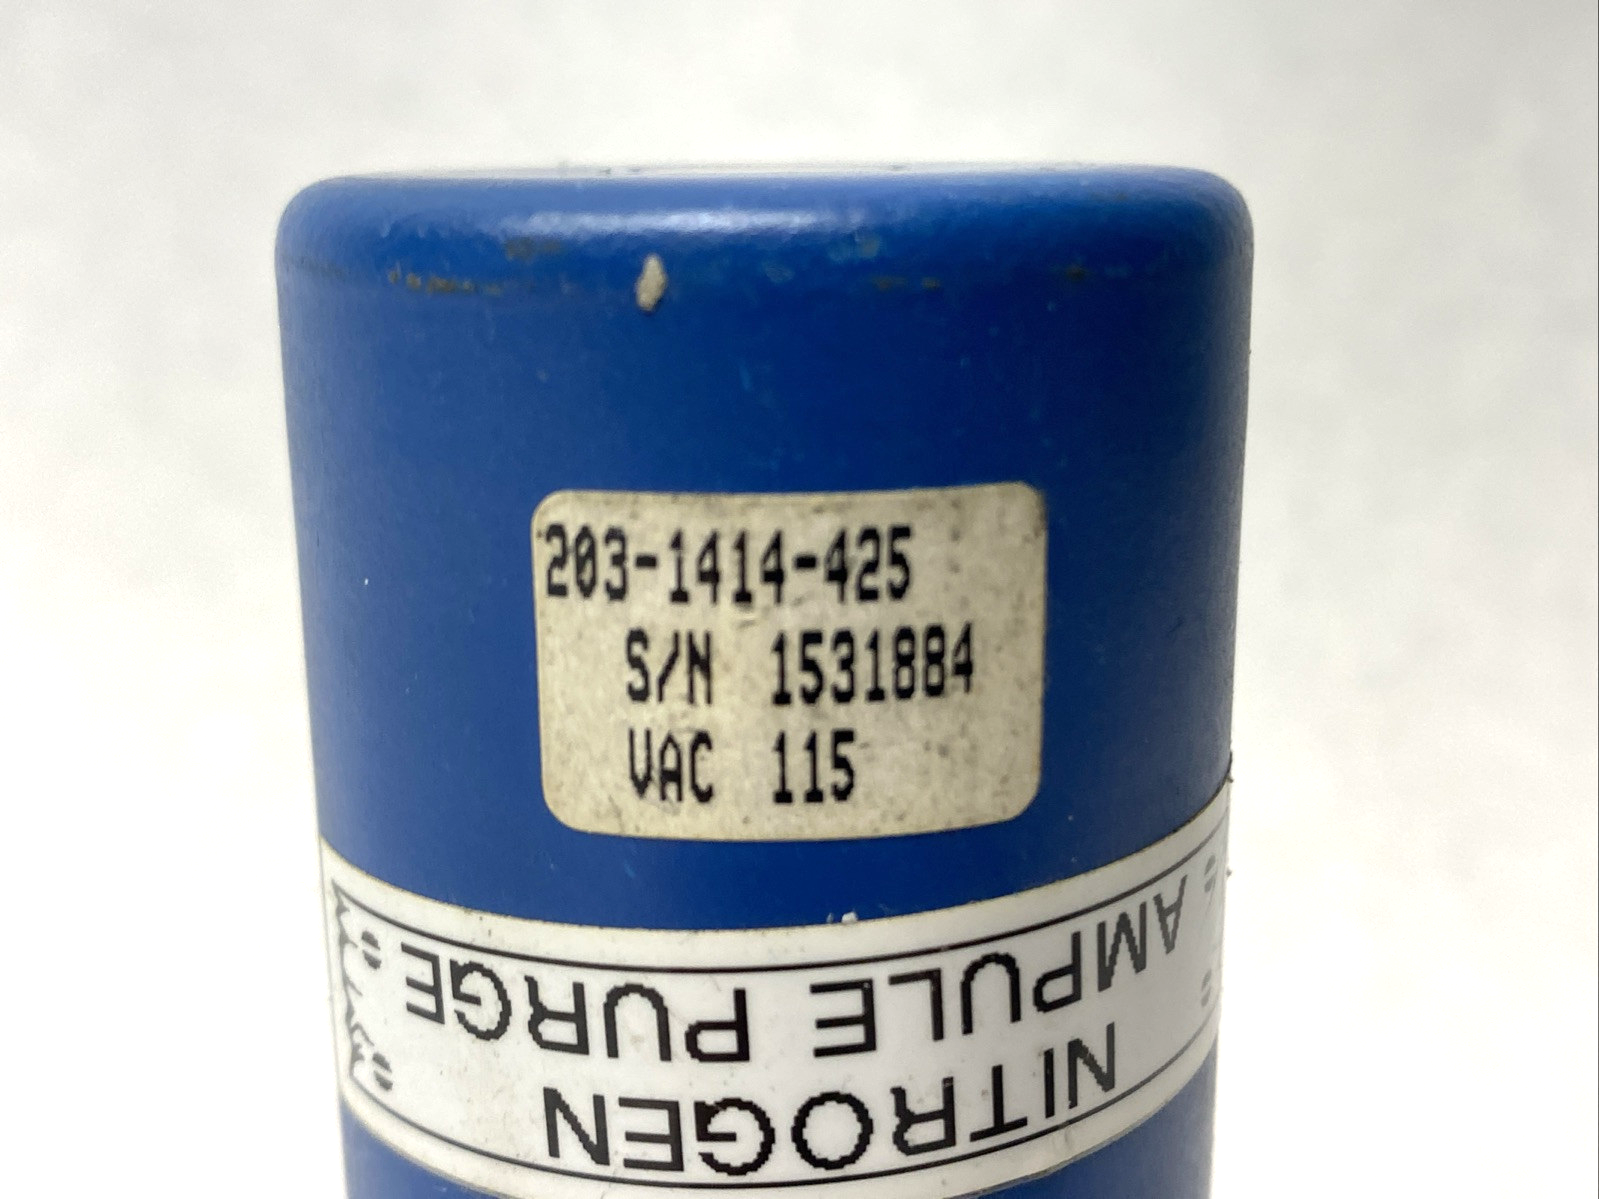 203-1414-425
S/N 1531884
VAC 115
NITROGEN
AMPULE PURGE